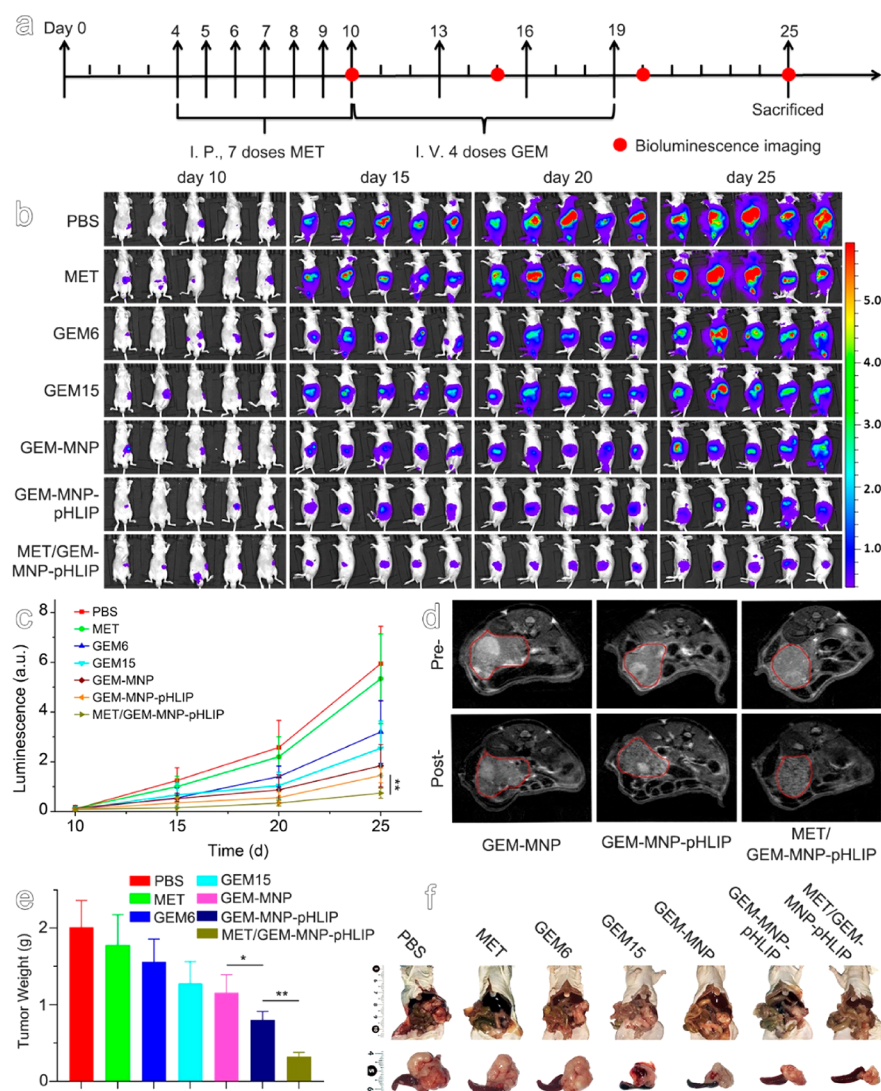 a
Day 0
4 5 6 7 8 9 10 13 16 19 25
Sacrificed
I. P., 7 doses MET
I. V. 4 doses GEM
Bioluminescence imaging
b
day 10 day 15 day 20 day 25
PBS
MET
GEM6
GEM15
GEM-MNP
GEM-MNP-
pHLIP
MET/GEM-
MNP-pHLIP
5.0
4.0
3.0
2.0
1.0
c
Luminescence (a.u.)
8
6
4
2
0
10 15 20 25
Time (d)
PBS
MET
GEM6
GEM15
GEM-MNP
GEM-MNP-pHLIP
MET/GEM-MNP-pHLIP
**
d
Pre-
Post-
GEM-MNP
GEM-MNP-pHLIP
MET/
GEM-MNP-pHLIP
e
Tumor Weight (g)
2
1
0
PBS
MET
GEM6
GEM15
GEM-MNP
GEM-MNP-pHLIP
MET/GEM-MNP-pHLIP
*
**
f
PBS
MET
GEM6
GEM15
GEM-MNP
GEM-MNP-
pHLIP
MET/GEM-
MNP-pHLIP